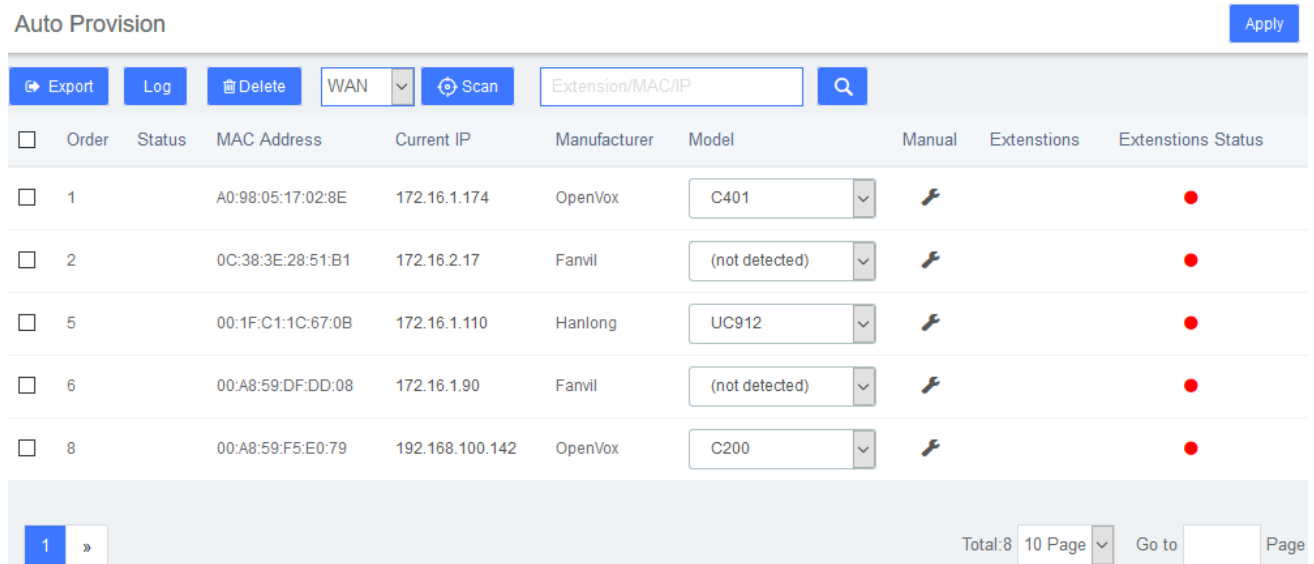 Auto Provision Apply
Export Log Delete WAN Scan Extension/MAC/IP
Order Status MAC Address Current IP Manufacturer Model Manual Extenstions Extenstions Status
1 A0:98:05:17:02:8E 172.16.1.174 OpenVox C401
2 0C:38:3E:28:51:B1 172.16.2.17 Fanvil (not detected)
5 00:1F:C1:1C:67:0B 172.16.1.110 Hanlong UC912
6 00:A8:59:DF:DD:08 172.16.1.90 Fanvil (not detected)
8 00:A8:59:F5:E0:79 192.168.100.142 OpenVox C200
1 » Total:8 10 Page Go to Page